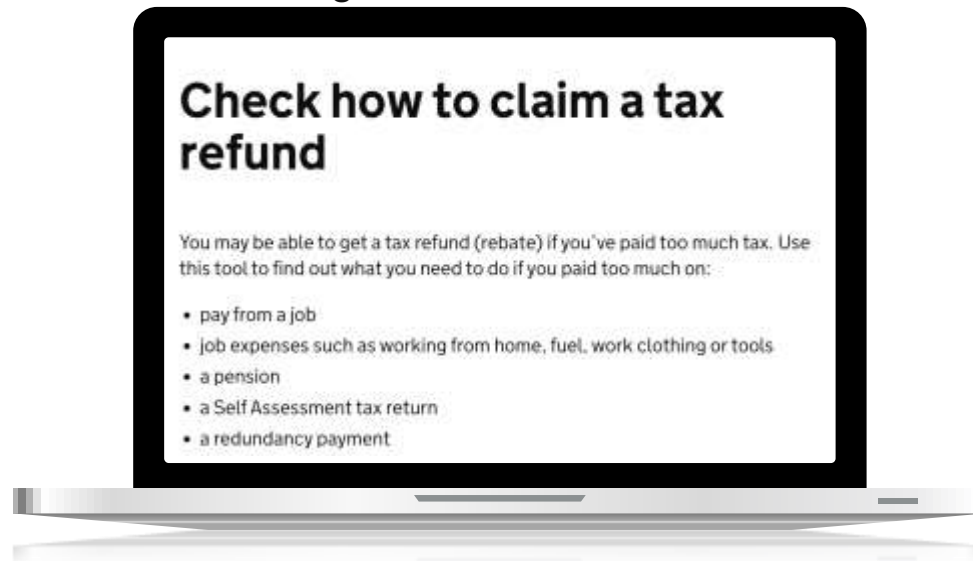 Check how to claim a tax
refund
You may be able to get a tax refund (rebate) if you've paid too much tax. Use
this tool to find out what you need to do if you paid too much on:
• pay from a job
• job expenses such as working from home, fuel, work clothing or tools
• a pension
• a Self Assessment tax return
• a redundancy payment